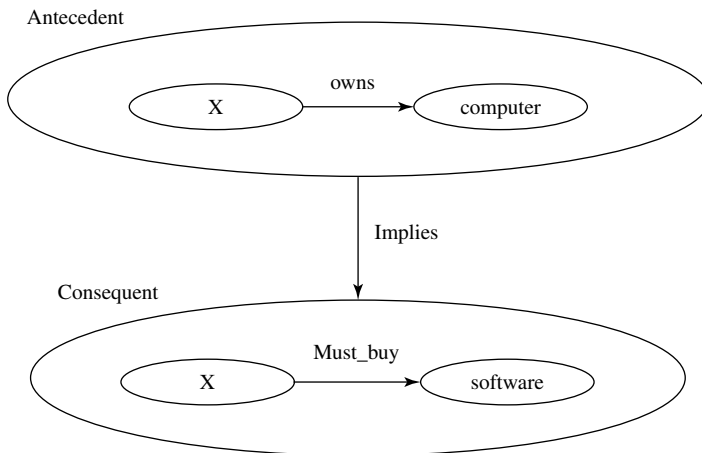 Antecedent
owns
X
computer
Implies
Consequent
Must_buy
X
software